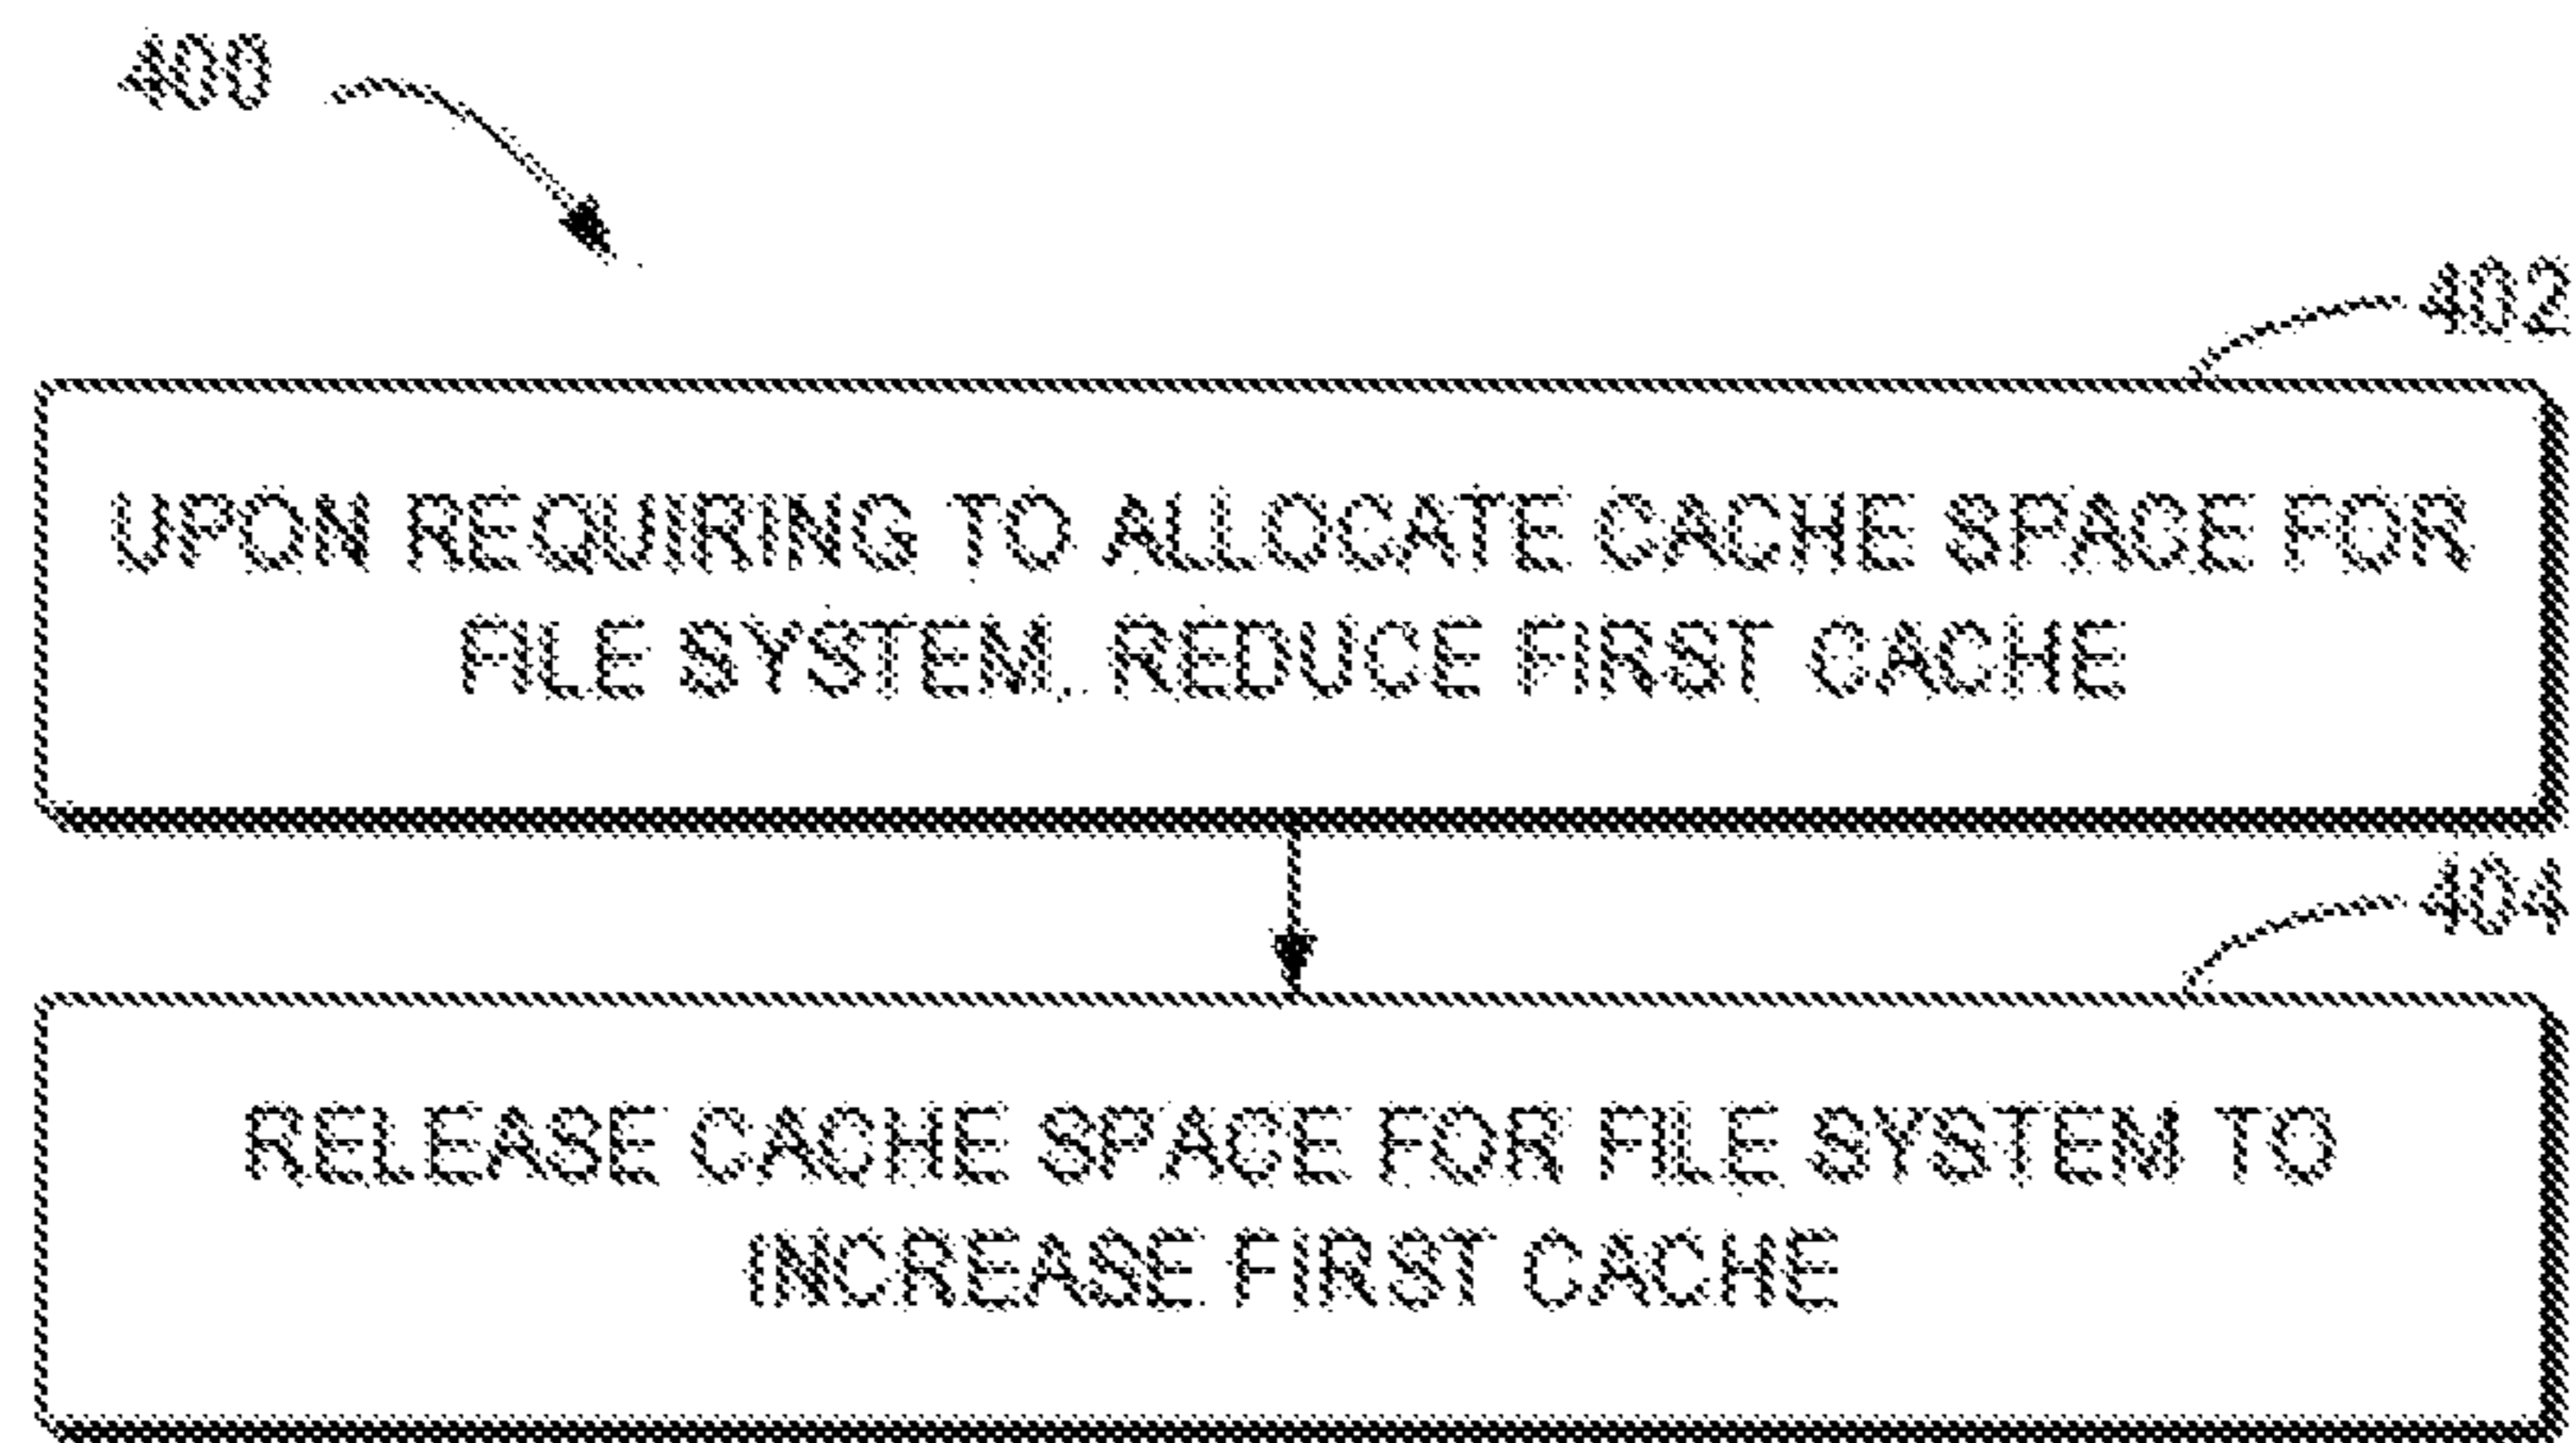 400
402
UPON REQUIRING TO ALLOCATE CACHE SPACE FOR
FILE SYSTEM, REDUCE FIRST CACHE
404
RELEASE CACHE SPACE FOR FILE SYSTEM TO
INCREASE FIRST CACHE